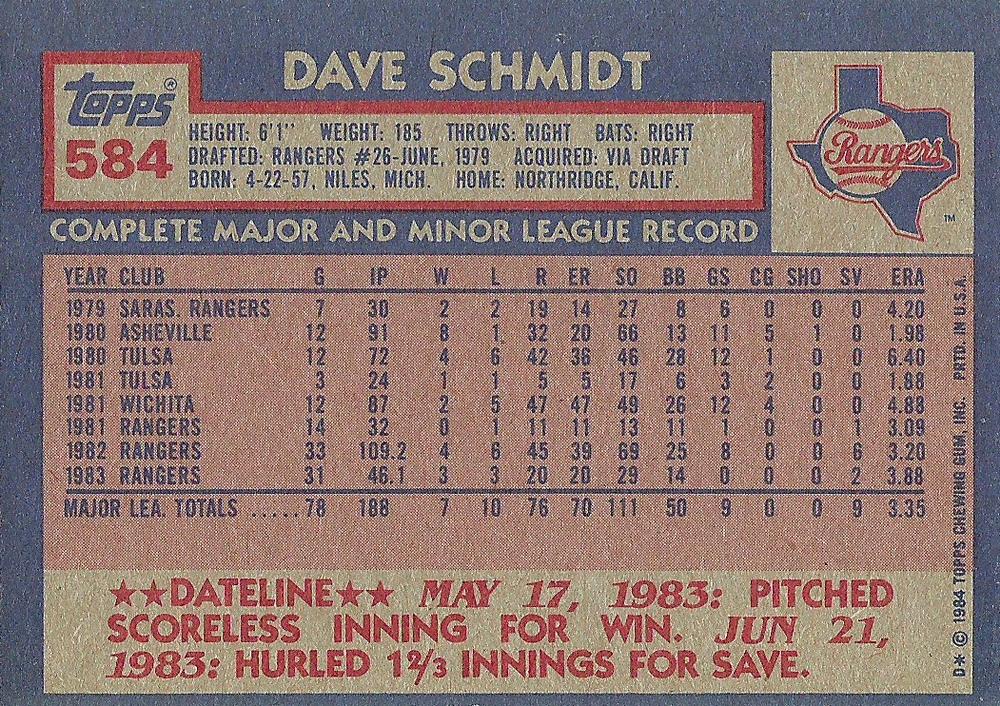 DAVE SCHMIDT
Topps®
584
HEIGHT: 6'1" WEIGHT: 185 THROWS: RIGHT BATS: RIGHT
DRAFTED: RANGERS #26-JUNE, 1979 ACQUIRED: VIA DRAFT
BORN: 4-22-57, NILES, MICH. HOME: NORTHRIDGE, CALIF.
Rangers
TM
COMPLETE MAJOR AND MINOR LEAGUE RECORD
YEAR CLUB G IP W L R ER SO BB GS CG SHO SV ERA
1979 SARAS. RANGERS 7 30 2 2 19 14 27 8 6 0 0 0 4.20
1980 ASHEVILLE 12 91 8 1 32 20 66 13 11 5 1 0 1.98
1980 TULSA 12 72 4 6 42 36 46 28 12 1 0 0 6.40
1981 TULSA 3 24 1 1 5 5 17 6 3 2 0 0 1.88
1981 WICHITA 12 87 2 5 47 47 49 26 12 4 0 0 4.88
1981 RANGERS 14 32 0 1 11 11 13 11 1 0 0 1 3.09
1982 RANGERS 33 109.2 4 6 45 39 69 25 8 0 0 6 3.20
1983 RANGERS 31 46.1 3 3 20 20 29 14 0 0 0 2 3.88
MAJOR LEA. TOTALS .....78 188 7 10 76 70 111 50 9 0 0 9 3.35
★★DATELINE★★ MAY 17, 1983: PITCHED
SCORELESS INNING FOR WIN. JUN 21,
1983: HURLED 1 2/3 INNINGS FOR SAVE.
D* © 1984 TOPPS CHEWING GUM, INC. PRTD. IN U.S.A.